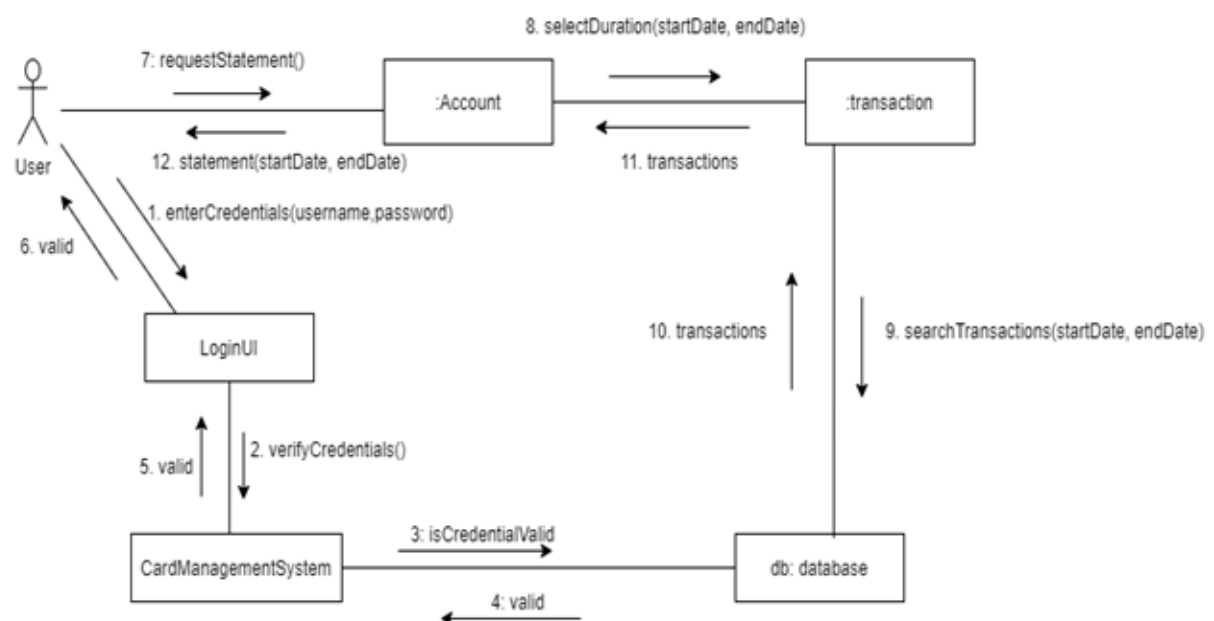 8. selectDuration(startDate, endDate)
7: requestStatement()
:Account
:transaction
User
12. statement(startDate, endDate)
11. transactions
1. enterCredentials(username,password)
6. valid
10. transactions
9. searchTransactions(startDate, endDate)
LoginUI
2. verifyCredentials()
5. valid
3: isCredentialValid
CardManagementSystem
db: database
4: valid